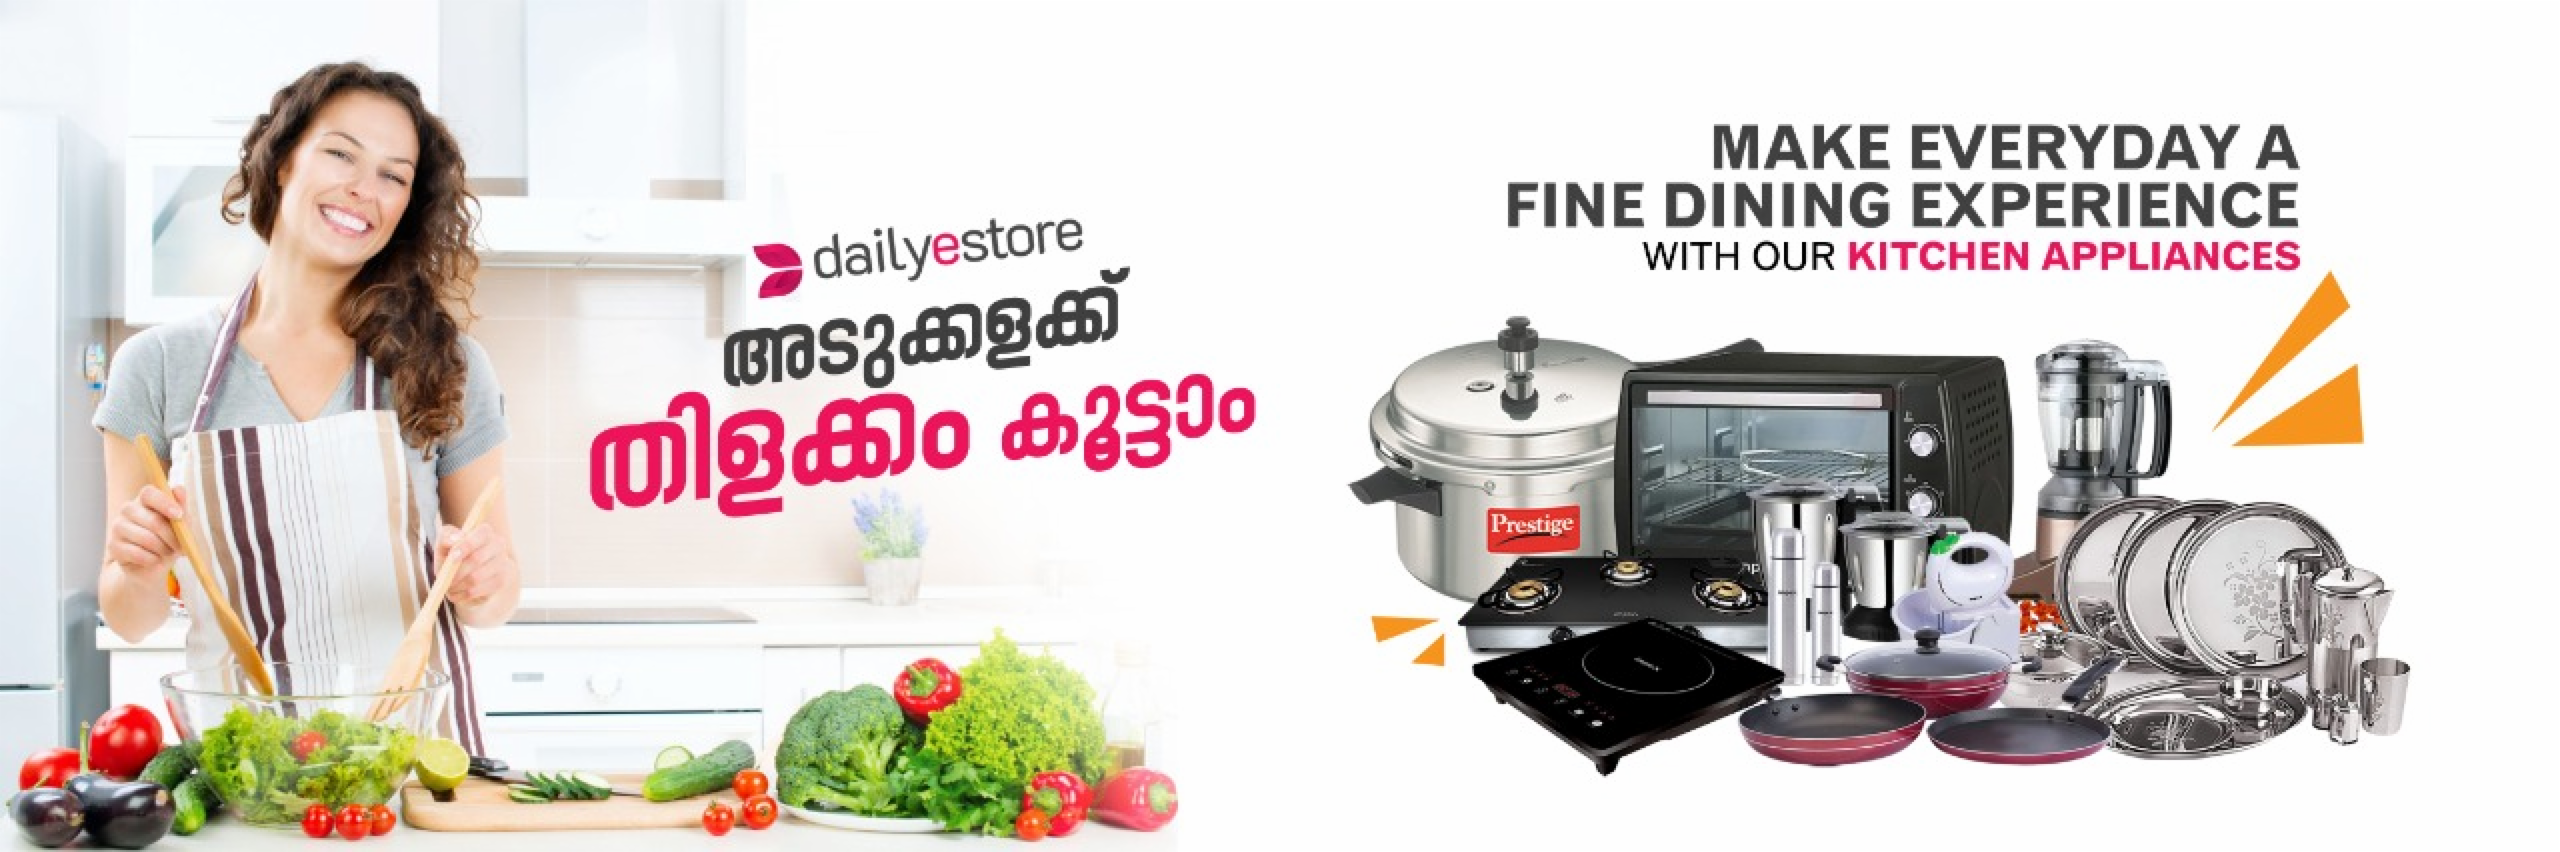 dailyestore
അടുക്കളക്ക്
തിളക്കം കൂട്ടാം
MAKE EVERYDAY A
FINE DINING EXPERIENCE
WITH OUR KITCHEN APPLIANCES
Prestige